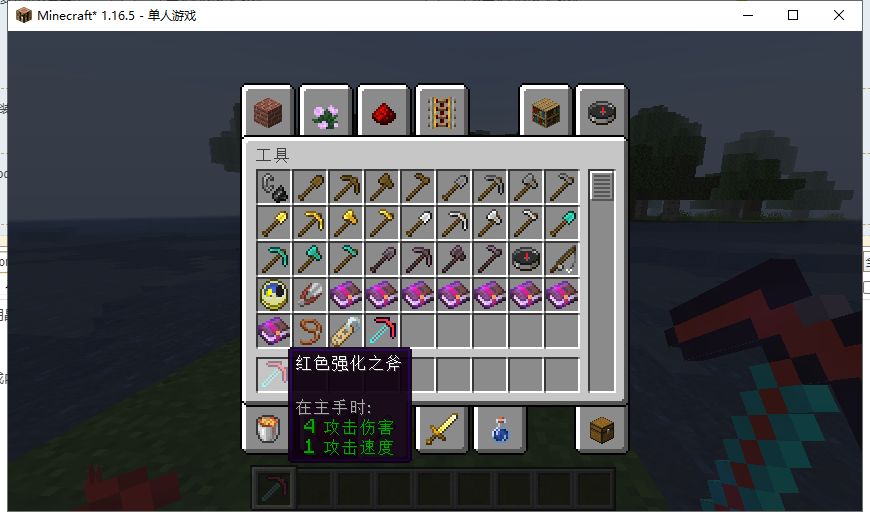 Minecraft* 1.16.5 - 单人游戏
工具
红色强化之斧
在主手时:
4 攻击伤害
1 攻击速度